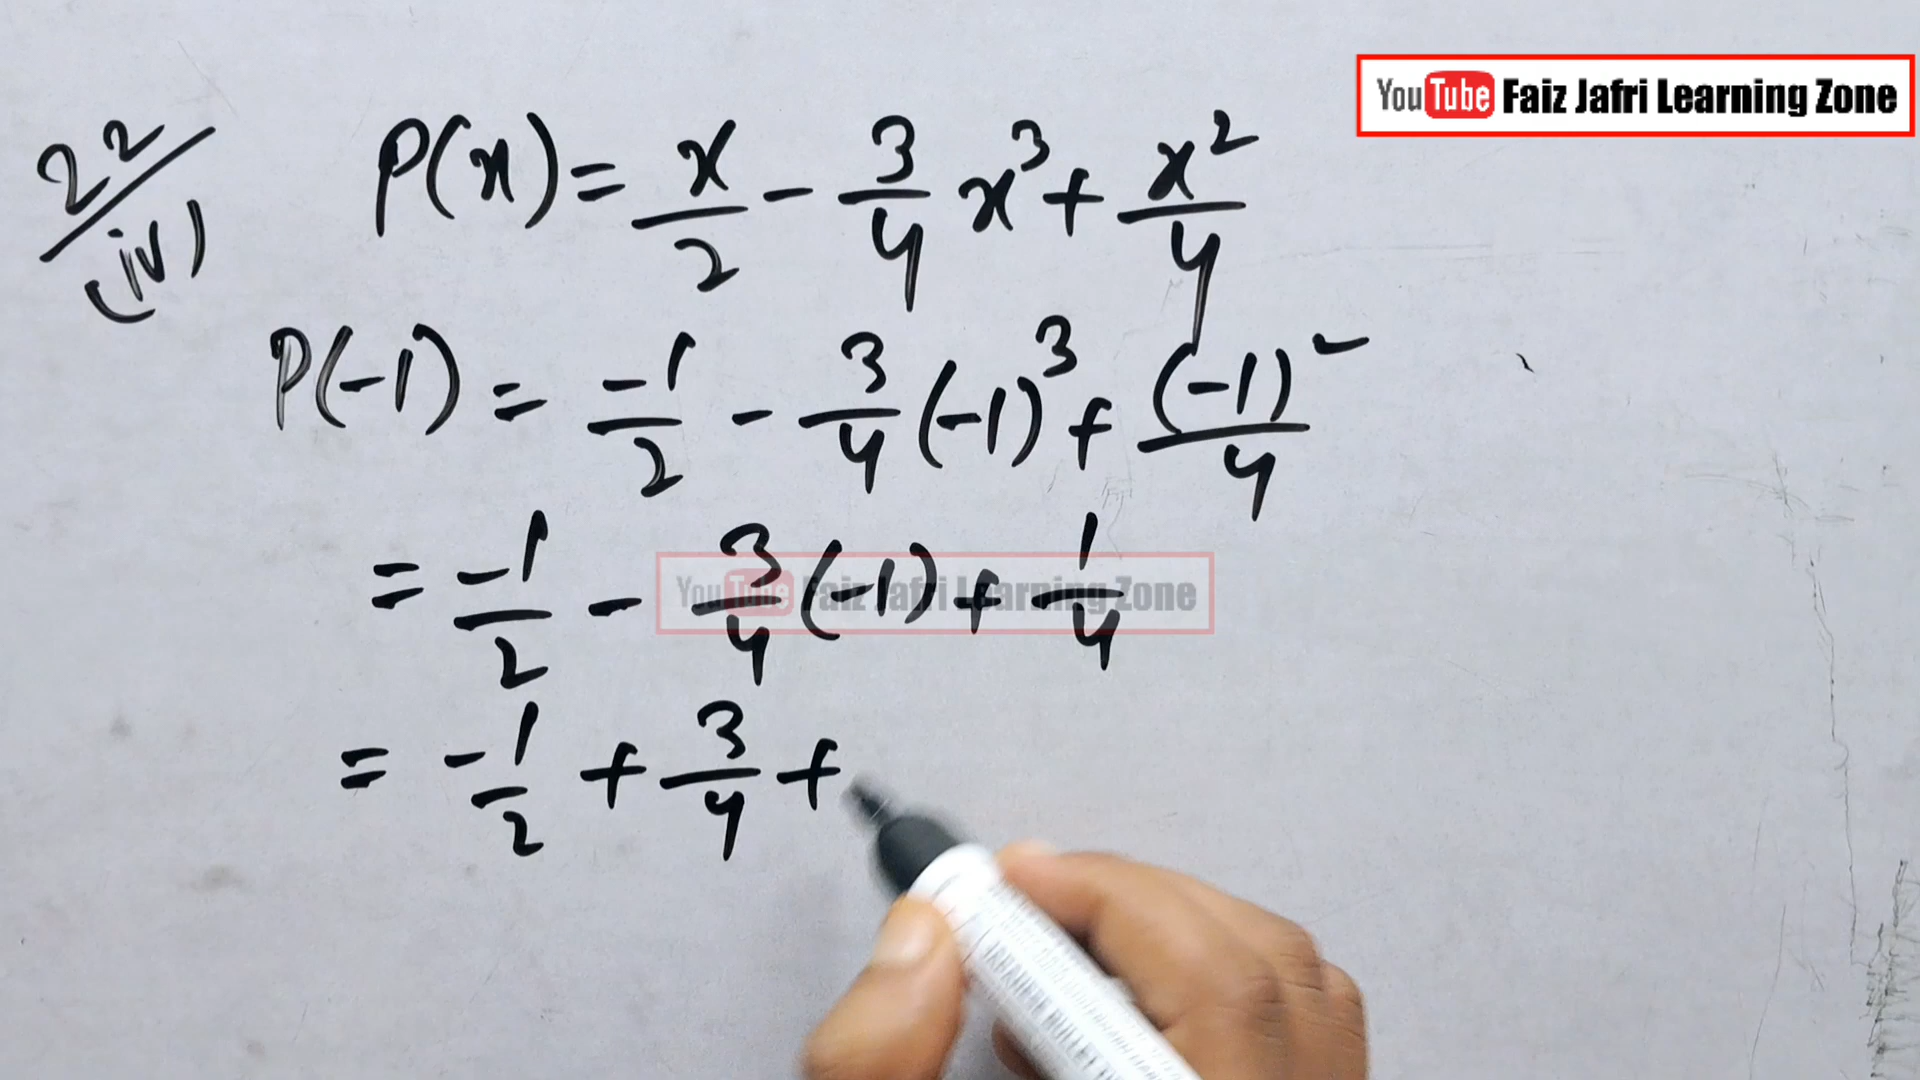 YouTube Faiz Jafri Learning Zone
22/(iv)
P(x) = x/2 - 3/4 x³ + x²/4
P(-1) = -1/2 - 3/4 (-1)³ + (-1)²/4
= -1/2 - 3/4 (-1) + 1/4
YouTube Faiz Jafri Learning Zone
= -1/2 + 3/4 +